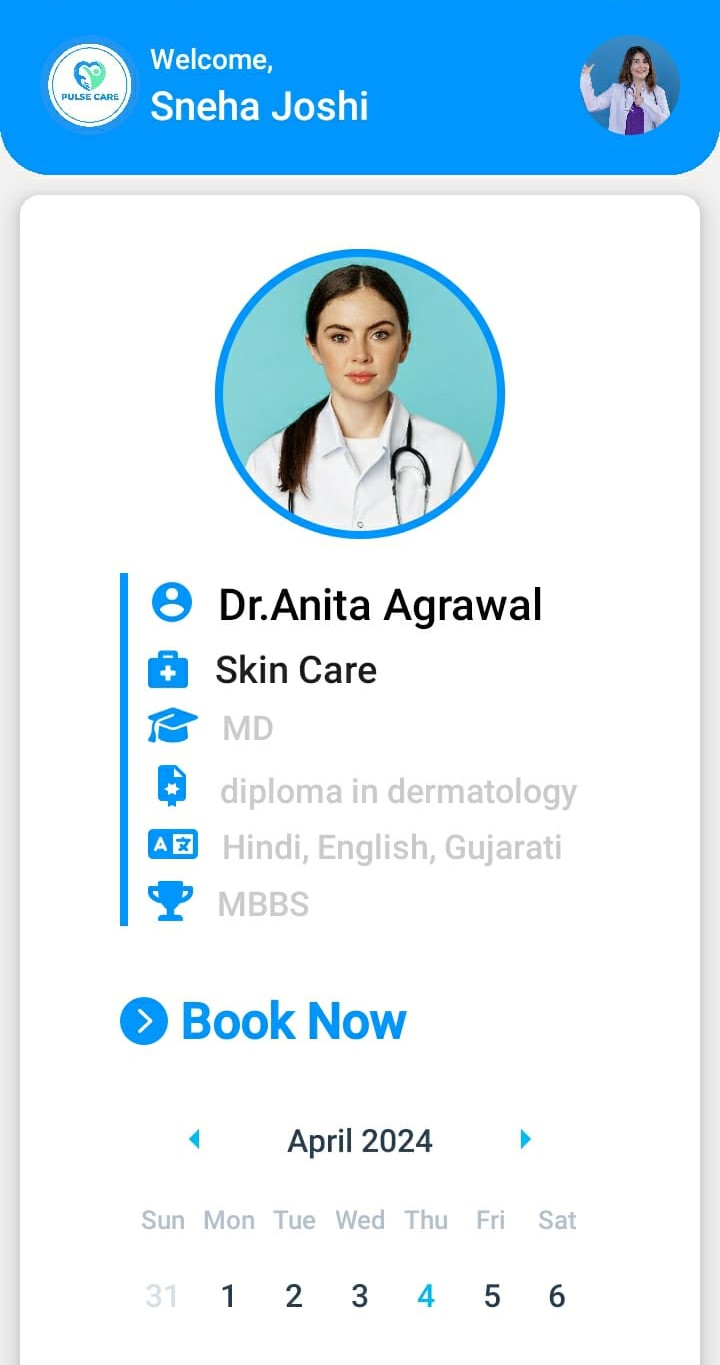 PULSE CARE
Welcome,
Sneha Joshi
Dr.Anita Agrawal
Skin Care
MD
diploma in dermatology
A 文
Hindi, English, Gujarati
MBBS
Book Now
April 2024
Sun Mon Tue Wed Thu Fri Sat
31 1 2 3 4 5 6